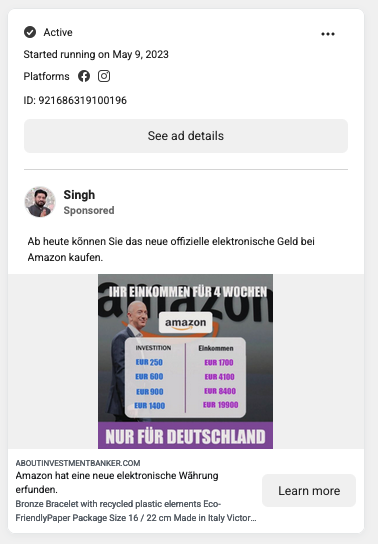 Active
Started running on May 9, 2023
Platforms
ID: 921686319100196
See ad details
Singh
Sponsored
Ab heute können Sie das neue offizielle elektronische Geld bei
Amazon kaufen.
IHR EINKOMMEN FÜR 4 WOCHEN
amazon
amazon
INVESTITION Einkommen
EUR 250 EUR 1700
EUR 600 EUR 4100
EUR 900 EUR 8400
EUR 1400 EUR 19900
NUR FÜR DEUTSCHLAND
ABOUTINVESTMENTBANKER.COM
Amazon hat eine neue elektronische Währung
erfunden.
Bronze Bracelet with recycled plastic elements Eco-
FriendlyPaper Package Size 16 / 22 cm Made in Italy Victor...
Learn more